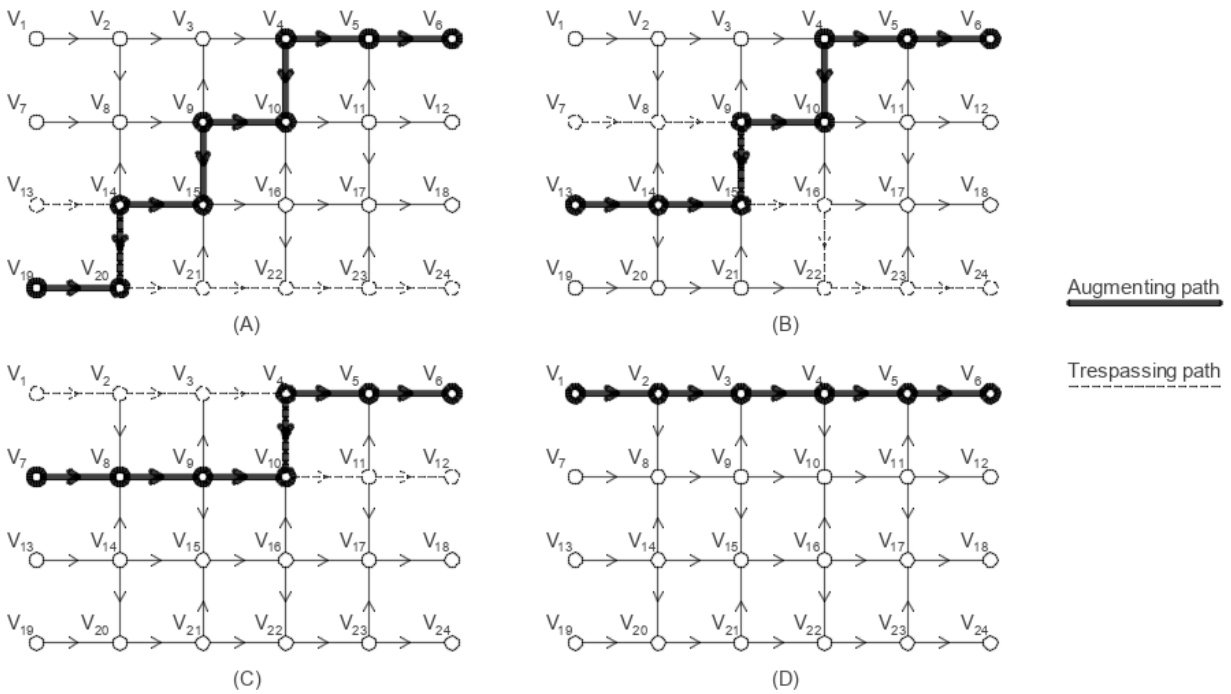 V1 V2 V3 V4 V5 V6
V7 V8 V9 V10 V11 V12
V13 V14 V15 V16 V17 V18
V19 V20 V21 V22 V23 V24
(A)
V1 V2 V3 V4 V5 V6
V7 V8 V9 V10 V11 V12
V13 V14 V15 V16 V17 V18
V19 V20 V21 V22 V23 V24
(B)
Augmenting path
Trespassing path
V1 V2 V3 V4 V5 V6
V7 V8 V9 V10 V11 V12
V13 V14 V15 V16 V17 V18
V19 V20 V21 V22 V23 V24
(C)
V1 V2 V3 V4 V5 V6
V7 V8 V9 V10 V11 V12
V13 V14 V15 V16 V17 V18
V19 V20 V21 V22 V23 V24
(D)